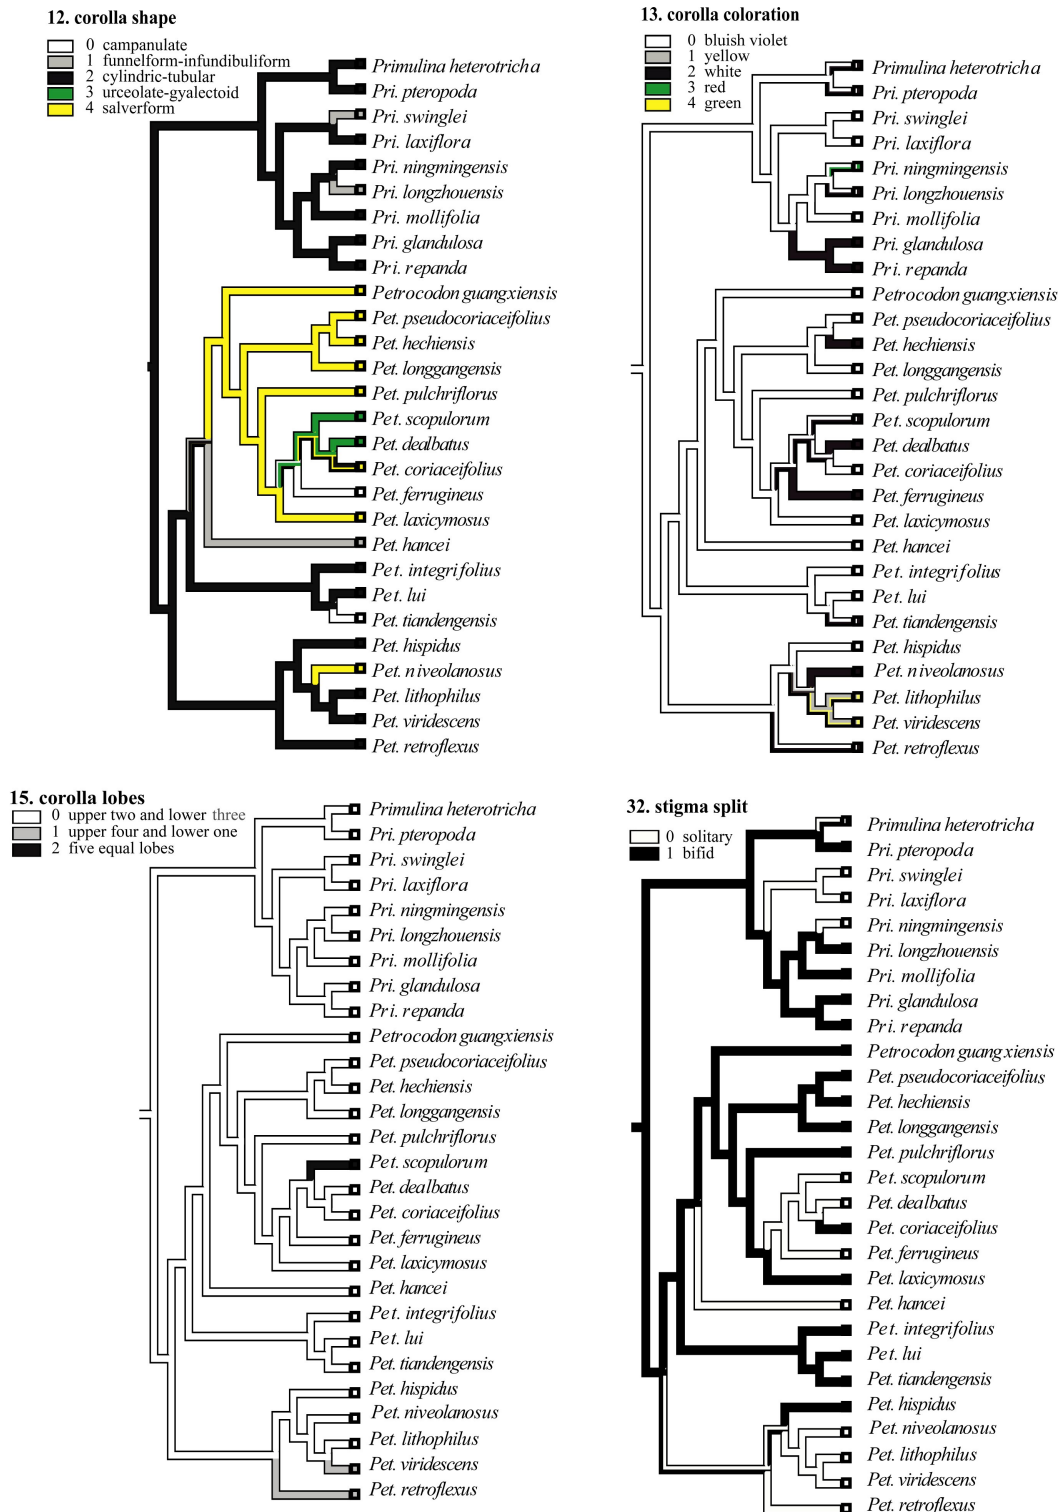 12. corolla shape
0 campanulate
1 funnelform-infundibuliform
2 cylindric-tubular
3 urceolate-gyalectoid
4 salverform
Primulina heterotricha
Pri. pteropoda
Pri. swinglei
Pri. laxiflora
Pri. ningmingensis
Pri. longzhouensis
Pri. mollifolia
Pri. glandulosa
Pri. repanda
Petrocodon guangxiensis
Pet. pseudocoriaceifolius
Pet. hechiensis
Pet. longgangensis
Pet. pulchriflorus
Pet. scopulorum
Pet. dealbatus
Pet. coriaceifolius
Pet. ferrugineus
Pet. laxicymosus
Pet. hancei
Pet. integrifolius
Pet. lui
Pet. tiandengensis
Pet. hispidus
Pet. niveolanosus
Pet. lithophilus
Pet. viridescens
Pet. retroflexus
13. corolla coloration
0 bluish violet
1 yellow
2 white
3 red
4 green
Primulina heterotricha
Pri. pteropoda
Pri. swinglei
Pri. laxiflora
Pri. ningmingensis
Pri. longzhouensis
Pri. mollifolia
Pri. glandulosa
Pri. repanda
Petrocodon guangxiensis
Pet. pseudocoriaceifolius
Pet. hechiensis
Pet. longgangensis
Pet. pulchriflorus
Pet. scopulorum
Pet. dealbatus
Pet. coriaceifolius
Pet. ferrugineus
Pet. laxicymosus
Pet. hancei
Pet. integrifolius
Pet. lui
Pet. tiandengensis
Pet. hispidus
Pet. niveolanosus
Pet. lithophilus
Pet. viridescens
Pet. retroflexus
15. corolla lobes
0 upper two and lower three
1 upper four and lower one
2 five equal lobes
Primulina heterotricha
Pri. pteropoda
Pri. swinglei
Pri. laxiflora
Pri. ningmingensis
Pri. longzhouensis
Pri. mollifolia
Pri. glandulosa
Pri. repanda
Petrocodon guangxiensis
Pet. pseudocoriaceifolius
Pet. hechiensis
Pet. longgangensis
Pet. pulchriflorus
Pet. scopulorum
Pet. dealbatus
Pet. coriaceifolius
Pet. ferrugineus
Pet. laxicymosus
Pet. hancei
Pet. integrifolius
Pet. lui
Pet. tiandengensis
Pet. hispidus
Pet. niveolanosus
Pet. lithophilus
Pet. viridescens
Pet. retroflexus
32. stigma split
0 solitary
1 bifid
Primulina heterotricha
Pri. pteropoda
Pri. swinglei
Pri. laxiflora
Pri. ningmingensis
Pri. longzhouensis
Pri. mollifolia
Pri. glandulosa
Pri. repanda
Petrocodon guangxiensis
Pet. pseudocoriaceifolius
Pet. hechiensis
Pet. longgangensis
Pet. pulchriflorus
Pet. scopulorum
Pet. dealbatus
Pet. coriaceifolius
Pet. ferrugineus
Pet. laxicymosus
Pet. hancei
Pet. integrifolius
Pet. lui
Pet. tiandengensis
Pet. hispidus
Pet. niveolanosus
Pet. lithophilus
Pet. viridescens
Pet. retroflexus